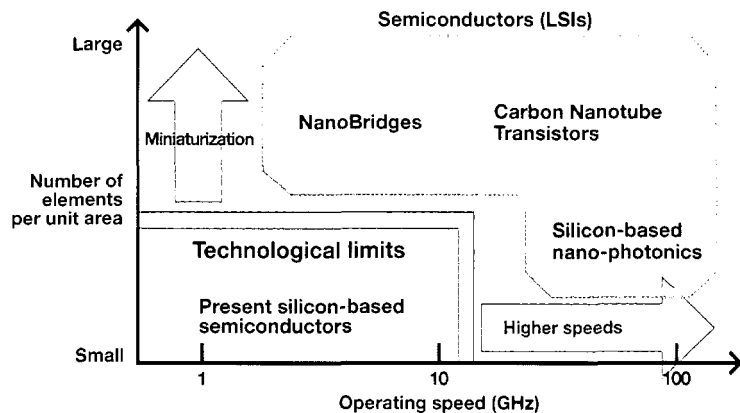 Semiconductors (LSIs)
Large
NanoBridges
Carbon Nanotube
Transistors
Miniaturization
Number of
elements
per unit area
Technological limits
Silicon-based
nano-photonics
Present silicon-based
semiconductors
Higher speeds
Small
1
10
100
Operating speed (GHz)